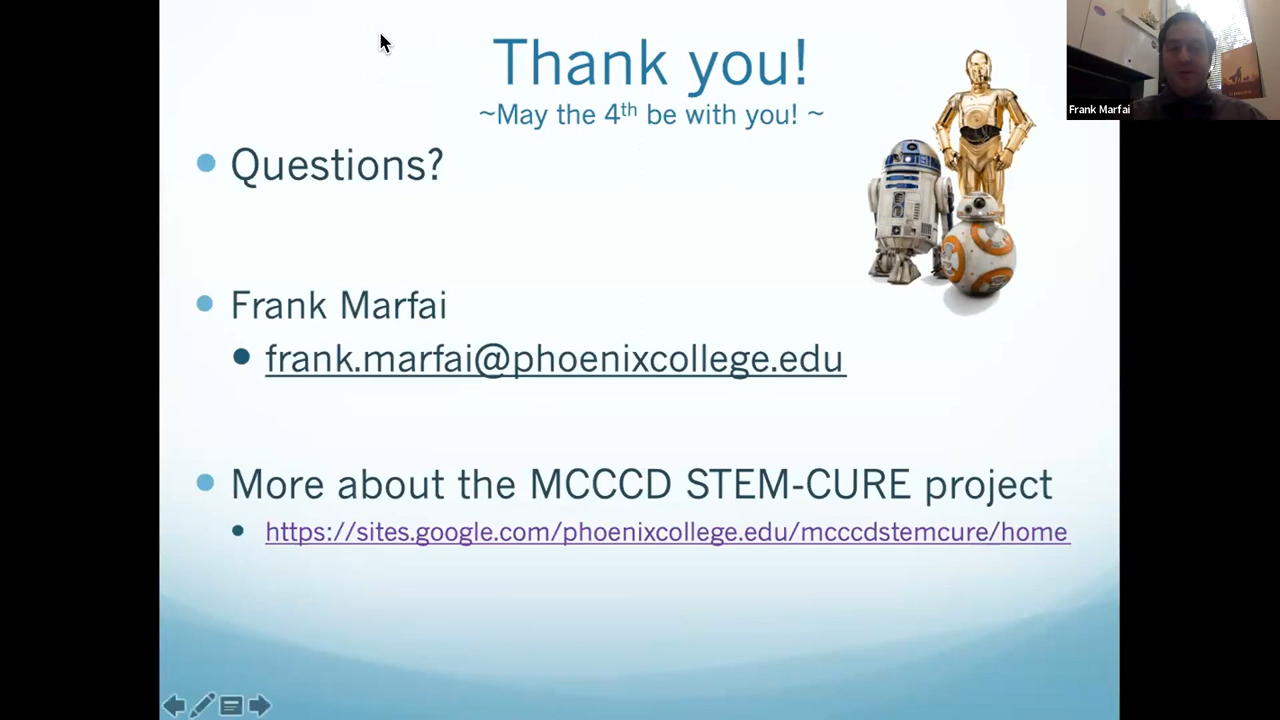 Thank you!
~May the 4th be with you! ~
Questions?
Frank Marfai
frank.marfai@phoenixcollege.edu
More about the MCCCD STEM-CURE project
https://sites.google.com/phoenixcollege.edu/mcccdstemcure/home
Frank Marfai